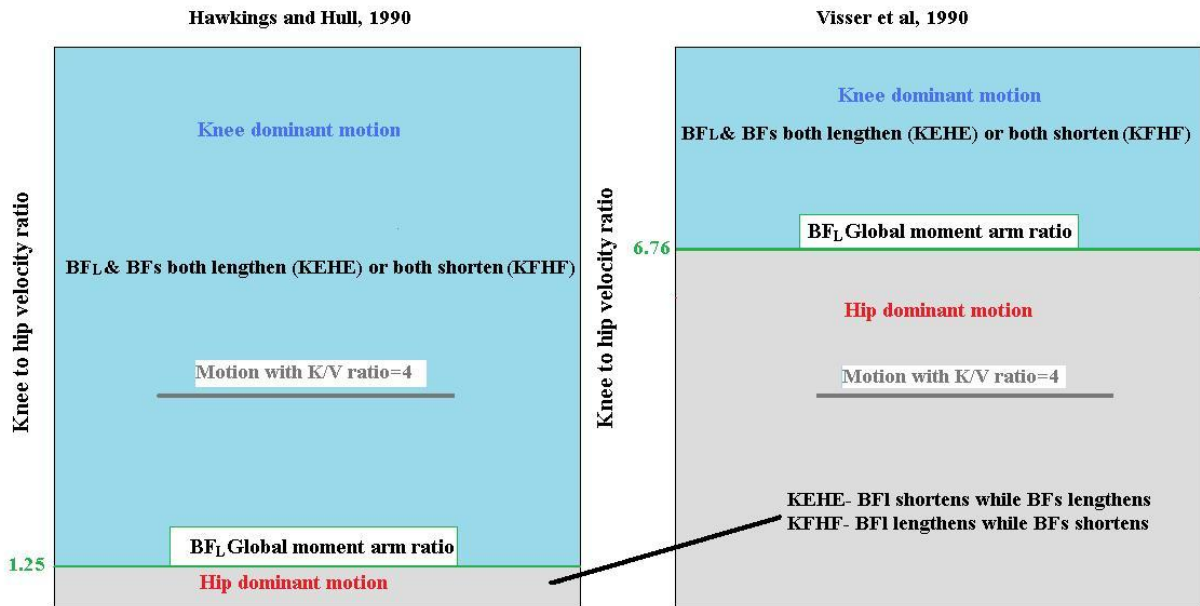 Hawkings and Hull, 1990
Knee to hip velocity ratio
Knee dominant motion
BFL & BFs both lengthen (KEHE) or both shorten (KFHF)
Motion with K/V ratio=4
BFL Global moment arm ratio
1.25
Hip dominant motion
Visser et al, 1990
Knee to hip velocity ratio
Knee dominant motion
BFL & BFs both lengthen (KEHE) or both shorten (KFHF)
BFL Global moment arm ratio
6.76
Hip dominant motion
Motion with K/V ratio=4
KEHE- BFl shortens while BFs lengthens
KFHF- BFl lengthens while BFs shortens